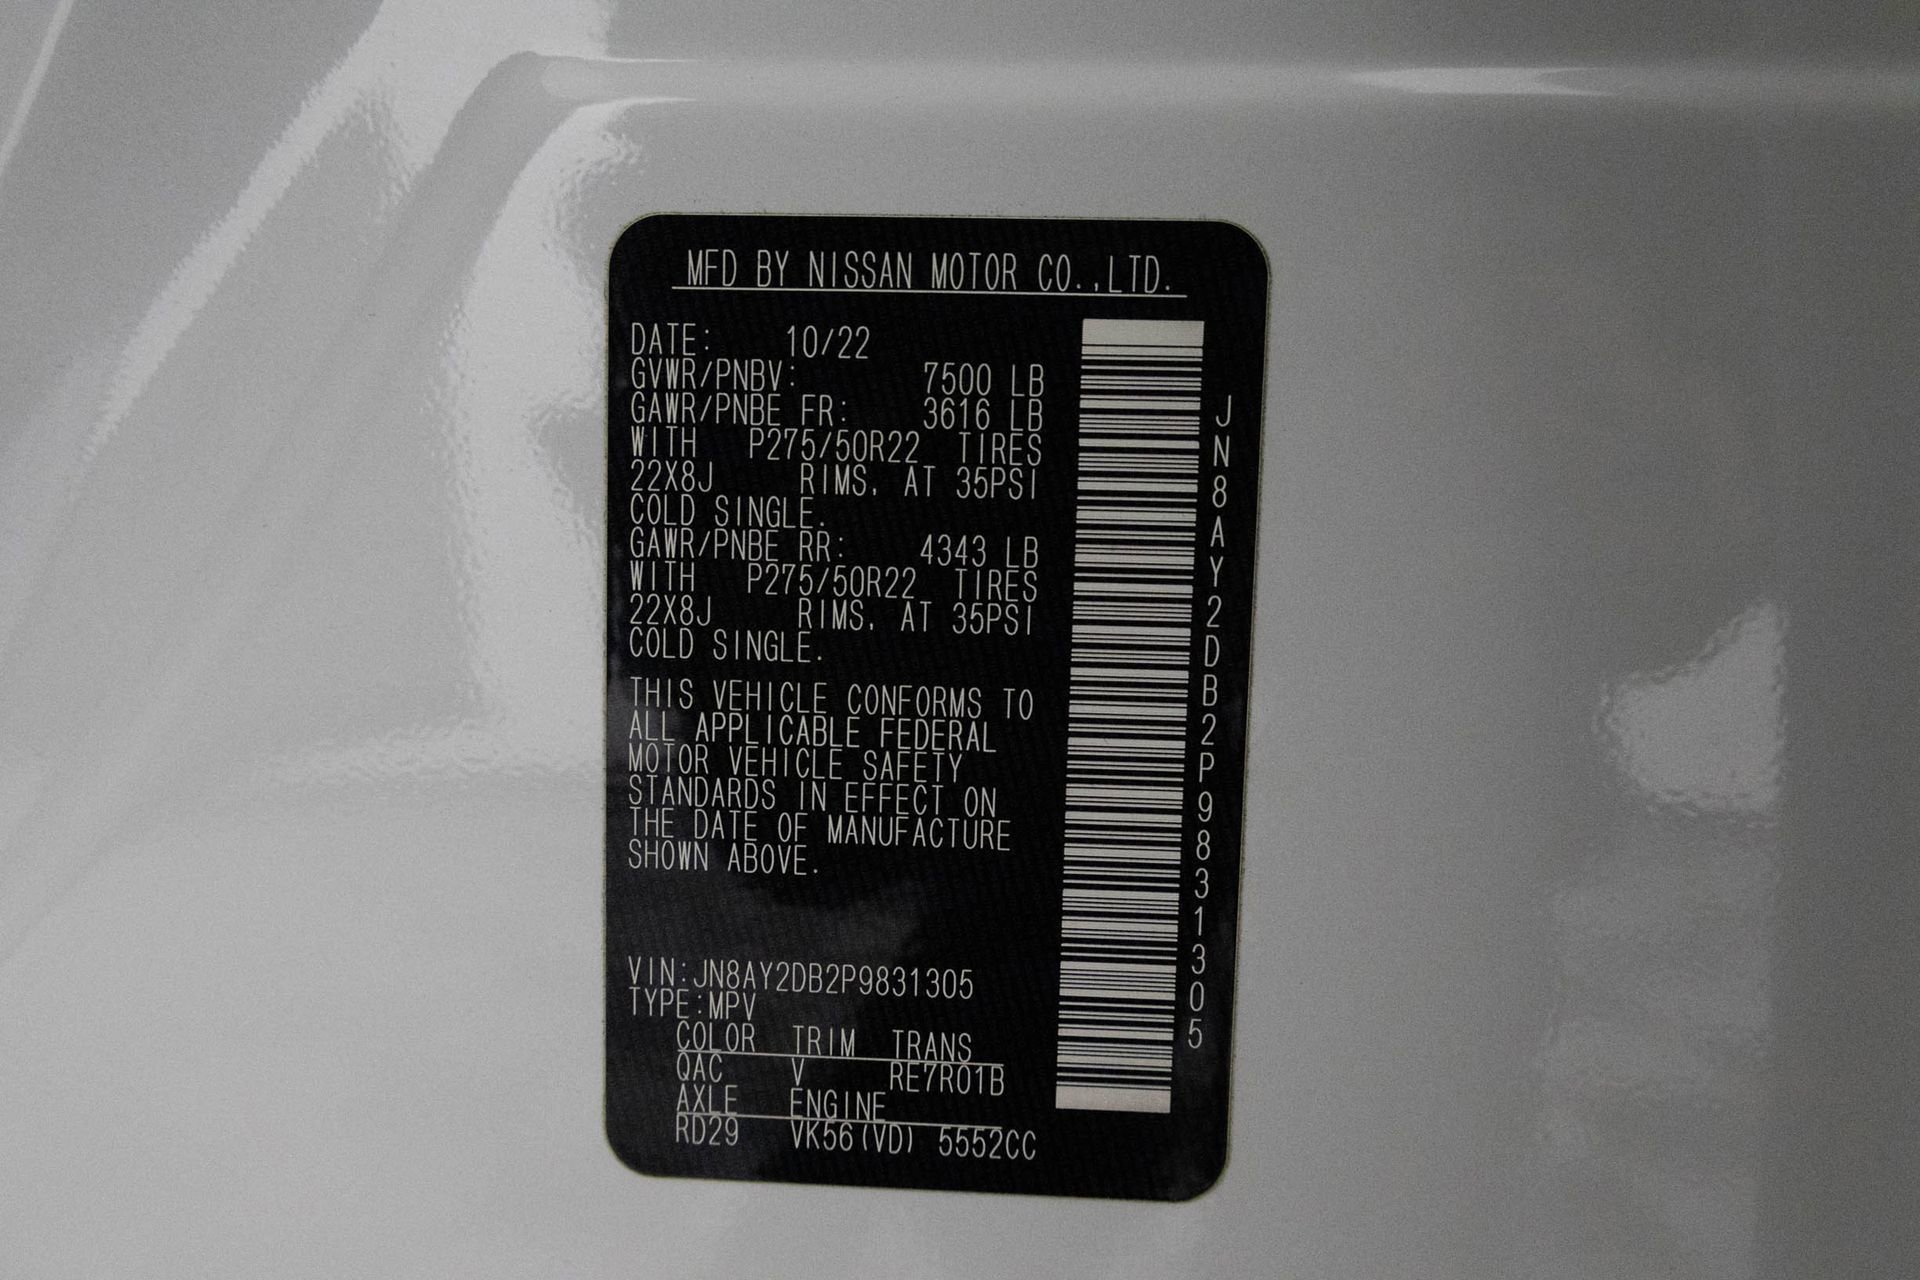 MFD BY NISSAN MOTOR CO.,LTD.
DATE: 10/22
GVWR/PNBV: 7500 LB
GAWR/PNBE FR: 3616 LB
WITH P275/50R22 TIRES
22X8J RIMS, AT 35PSI
COLD SINGLE.
GAWR/PNBE RR: 4343 LB
WITH P275/50R22 TIRES
22X8J RIMS, AT 35PSI
COLD SINGLE.
THIS VEHICLE CONFORMS TO
ALL APPLICABLE FEDERAL
MOTOR VEHICLE SAFETY
STANDARDS IN EFFECT ON
THE DATE OF MANUFACTURE
SHOWN ABOVE.
VIN:JN8AY2DB2P9831305
TYPE:MPV
COLOR TRIM TRANS
QAC V RE7R01B
AXLE ENGINE
RD29 VK56(VD) 5552CC
JN8AY2DB2P9831305